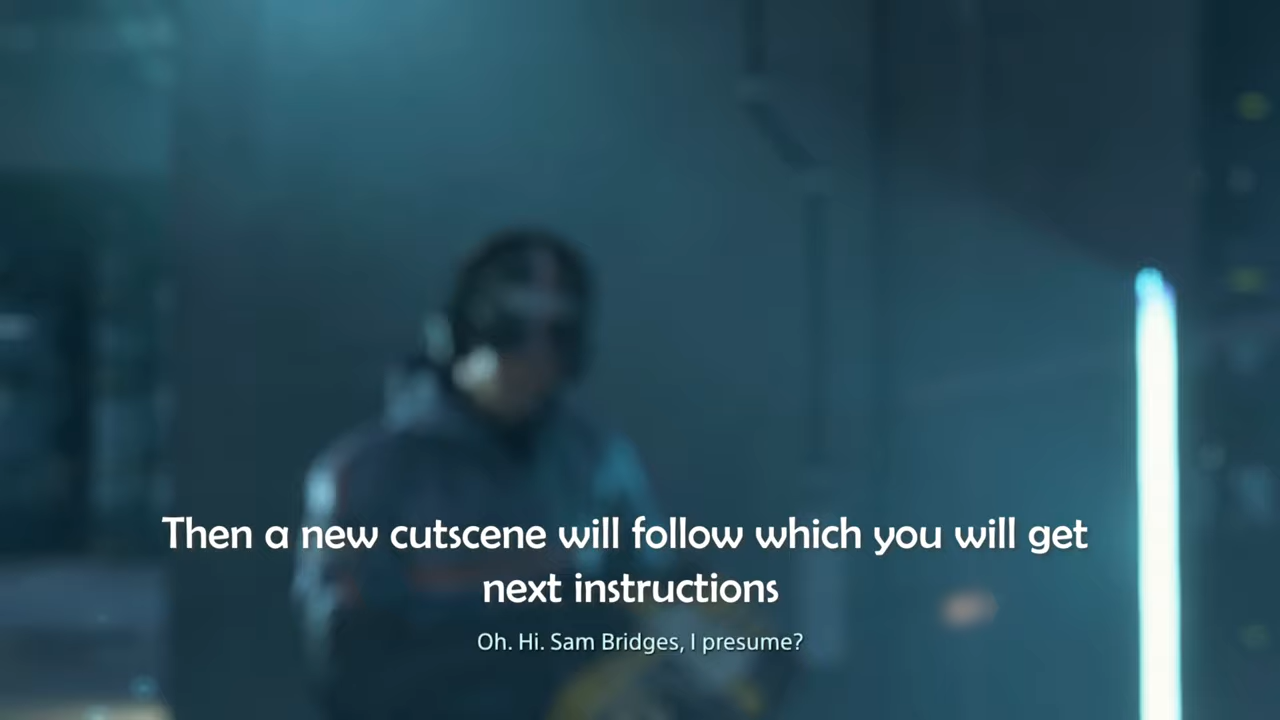 Then a new cutscene will follow which you will get
next instructions
Oh. Hi. Sam Bridges, I presume?